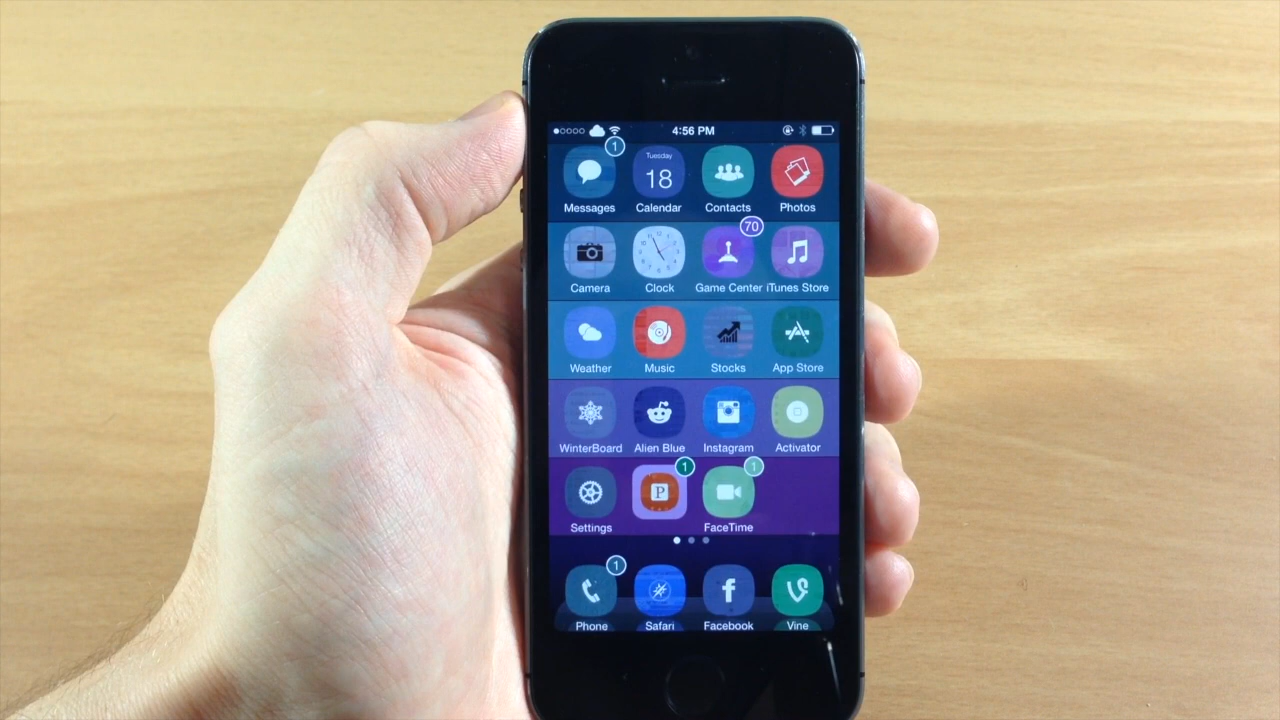 4:56 PM
1
Tuesday
18
Messages Calendar Contacts Photos
70
Camera Clock Game Center iTunes Store
Weather Music Stocks App Store
WinterBoard Alien Blue Instagram Activator
1 1
P
Settings FaceTime
1
f
Phone Safari Facebook Vine